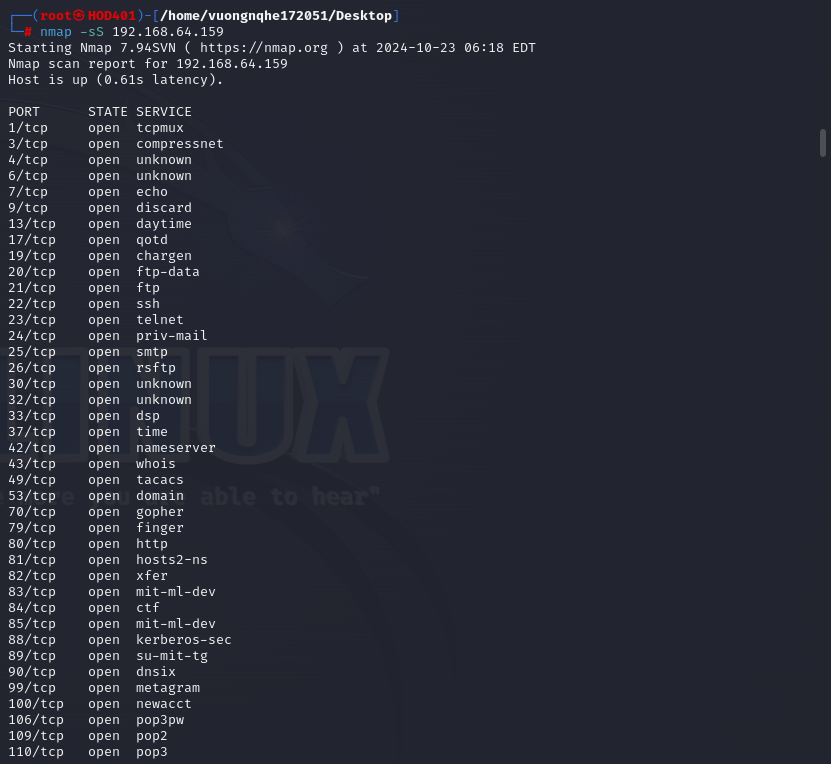 ┌──(root㉿HOD401)-[/home/vuongnqhe172051/Desktop]
└─# nmap -sS 192.168.64.159
Starting Nmap 7.94SVN ( https://nmap.org ) at 2024-10-23 06:18 EDT
Nmap scan report for 192.168.64.159
Host is up (0.61s latency).
PORT STATE SERVICE
1/tcp open tcpmux
3/tcp open compressnet
4/tcp open unknown
6/tcp open unknown
7/tcp open echo
9/tcp open discard
13/tcp open daytime
17/tcp open qotd
19/tcp open chargen
20/tcp open ftp-data
21/tcp open ftp
22/tcp open ssh
23/tcp open telnet
24/tcp open priv-mail
25/tcp open smtp
26/tcp open rsftp
30/tcp open unknown
32/tcp open unknown
33/tcp open dsp
37/tcp open time
42/tcp open nameserver
43/tcp open whois
49/tcp open tacacs
53/tcp open domain
70/tcp open gopher
79/tcp open finger
80/tcp open http
81/tcp open hosts2-ns
82/tcp open xfer
83/tcp open mit-ml-dev
84/tcp open ctf
85/tcp open mit-ml-dev
88/tcp open kerberos-sec
89/tcp open su-mit-tg
90/tcp open dnsix
99/tcp open metagram
100/tcp open newacct
106/tcp open pop3pw
109/tcp open pop2
110/tcp open pop3
able to hear"